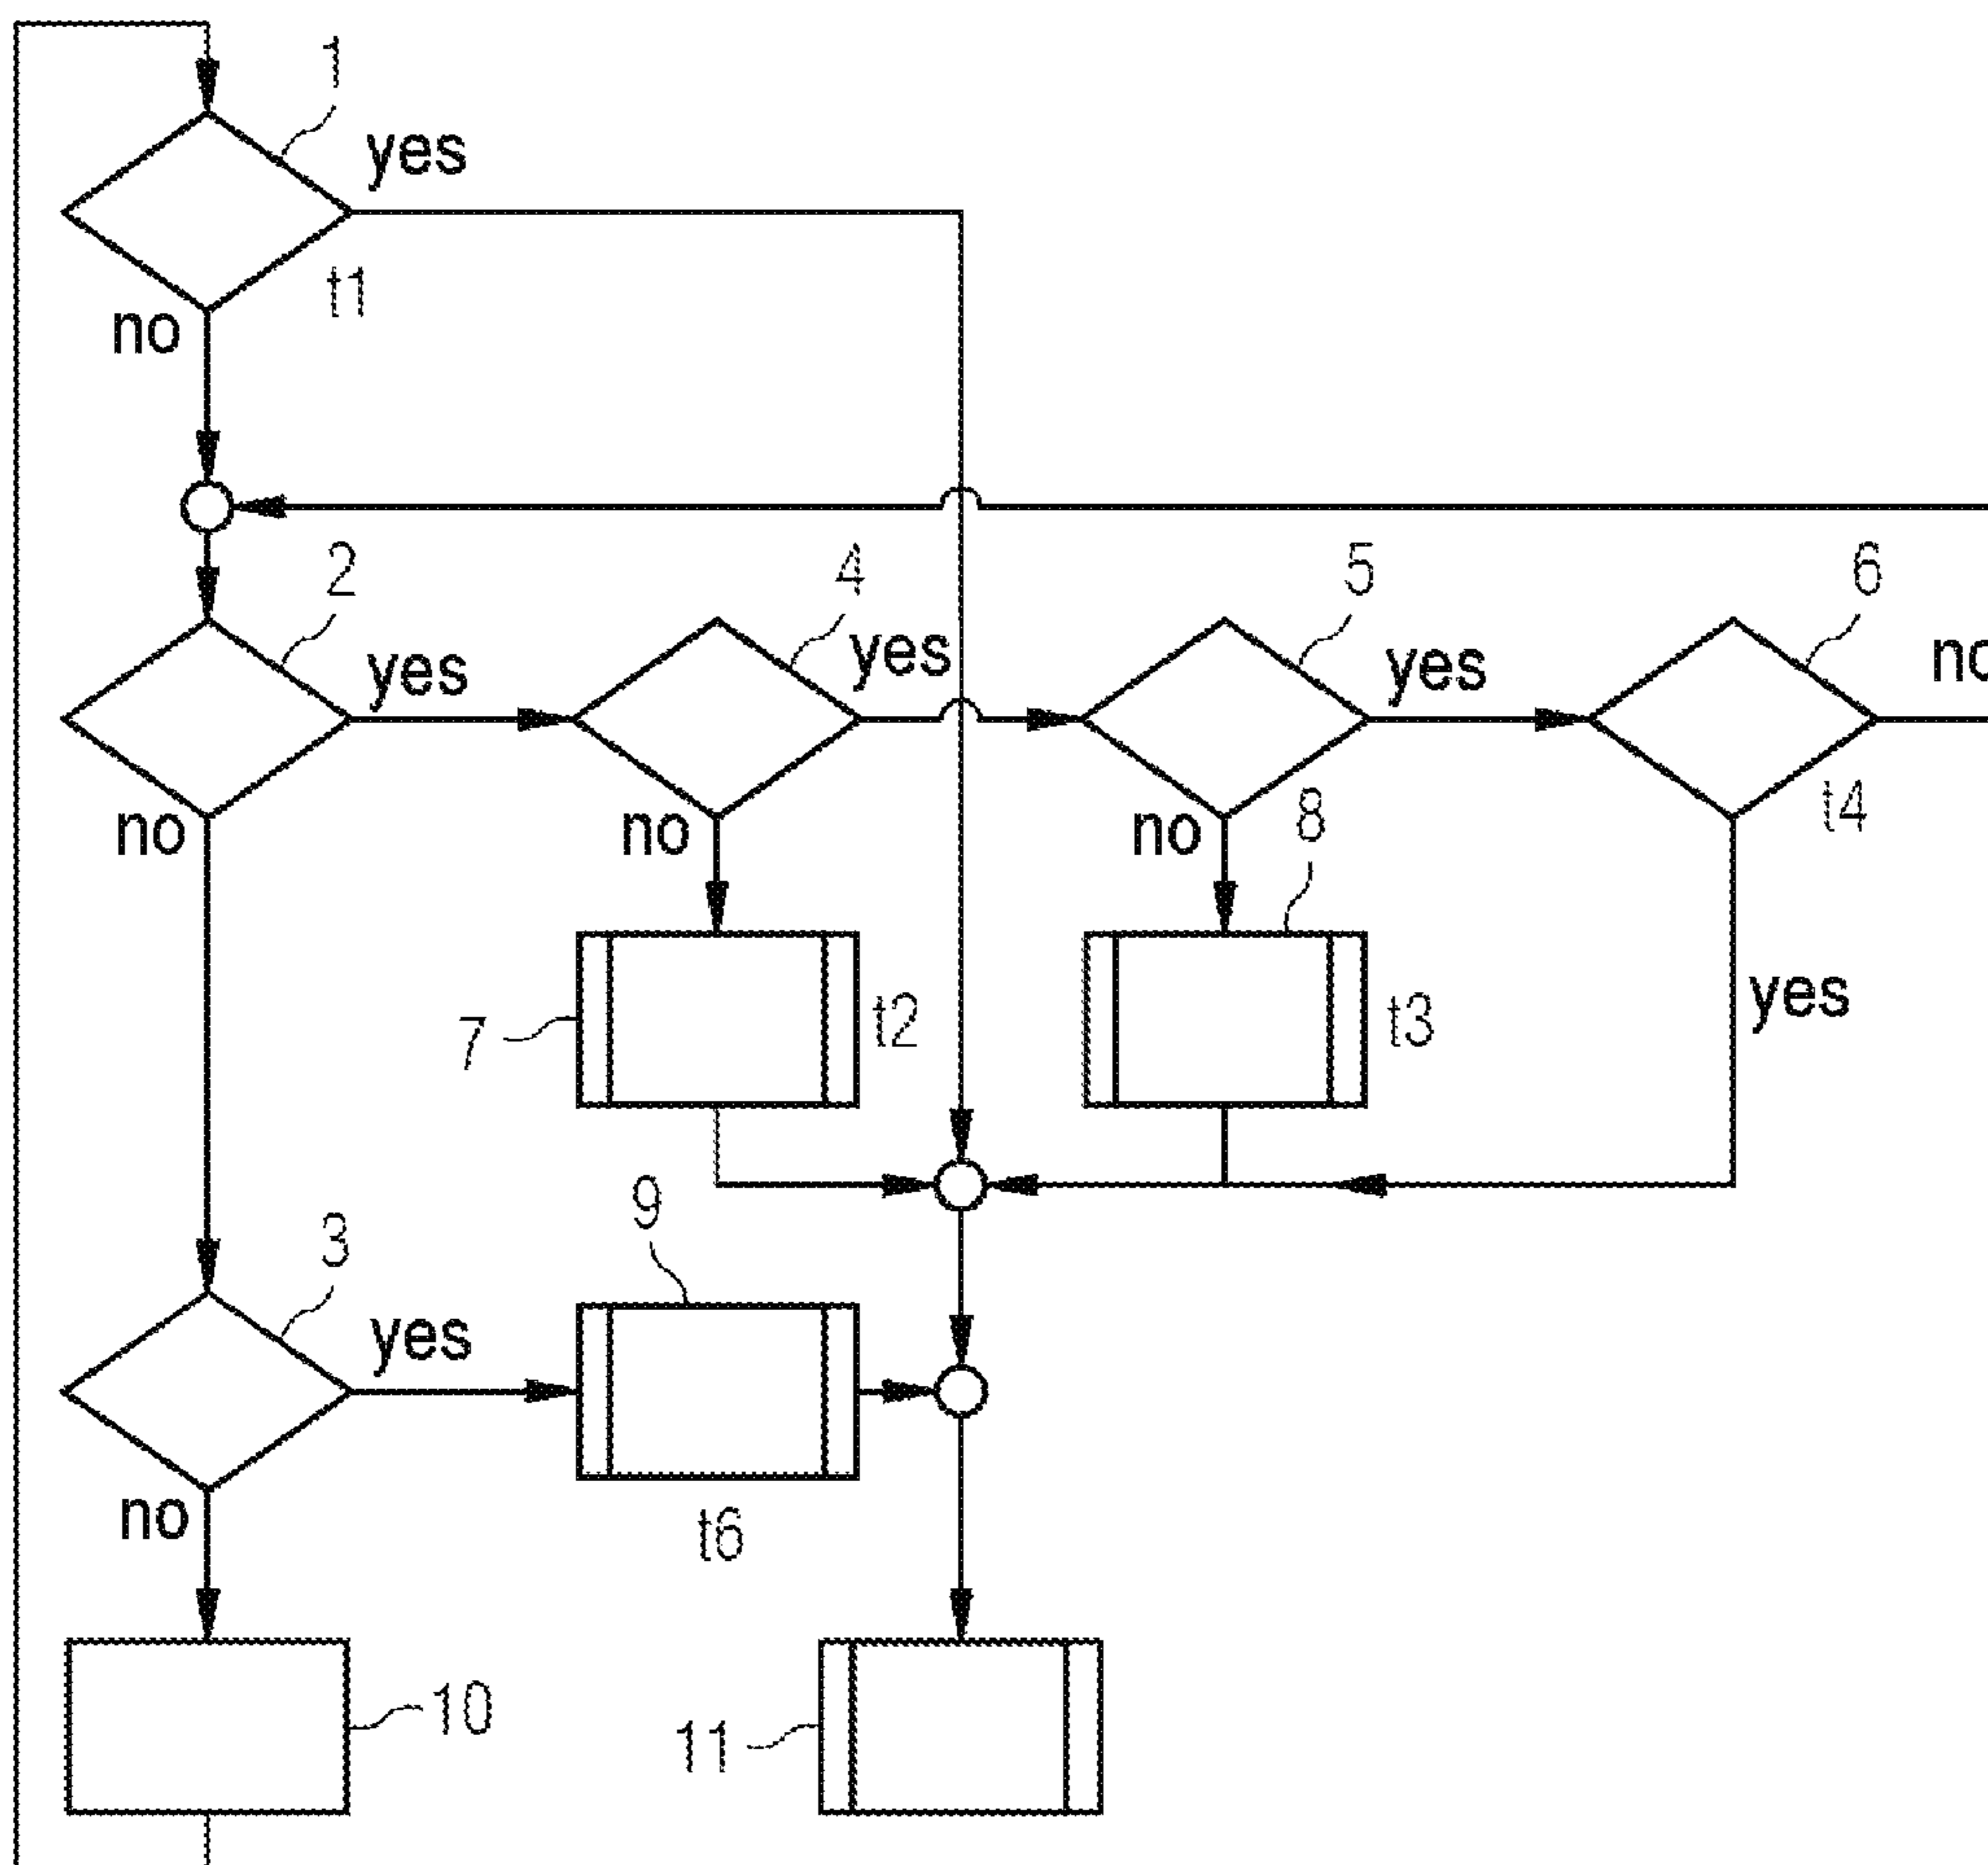 1
yes
t1
no
2
4
5
6
yes
yes
yes
no
8
t4
no
no
no
yes
7
t2
t3
9
3
yes
t6
no
10
11